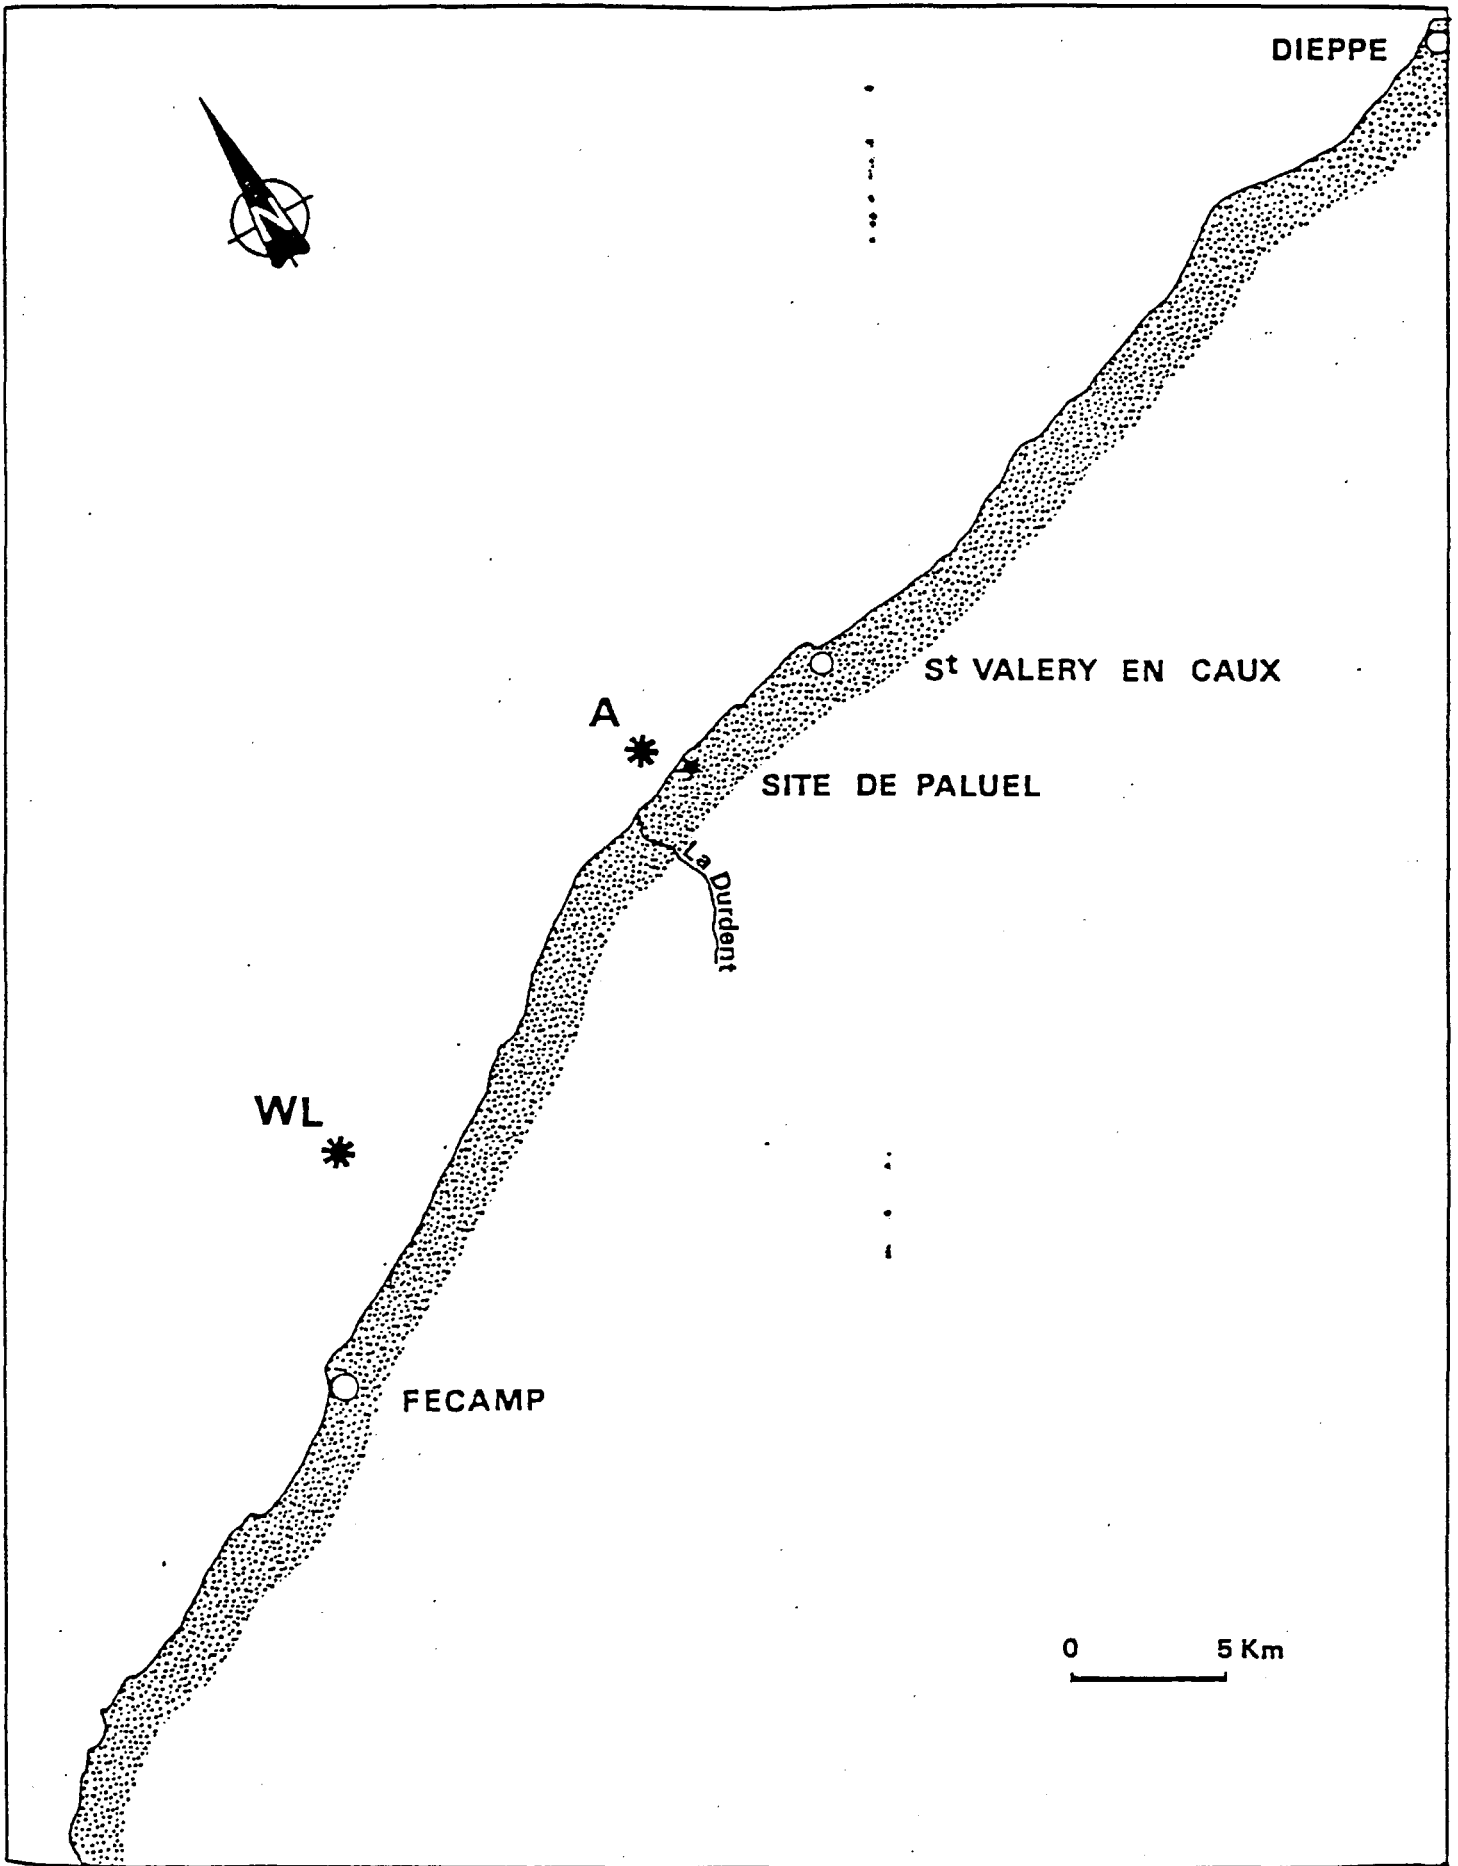 DIEPPE
N
St VALERY EN CAUX
A
SITE DE PALUEL
La Durdent
WL
FECAMP
0 5 Km